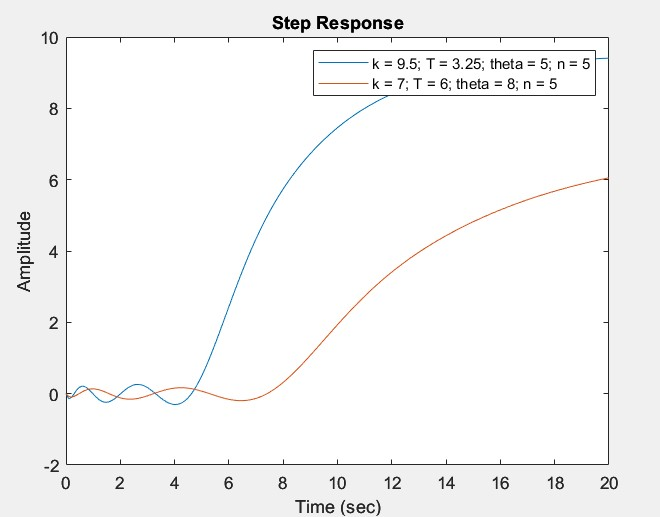 Step Response
10
8
6
4
2
0
-2
Amplitude
k = 9.5; T = 3.25; theta = 5; n = 5
k = 7; T = 6; theta = 8; n = 5
0 2 4 6 8 10 12 14 16 18 20
Time (sec)